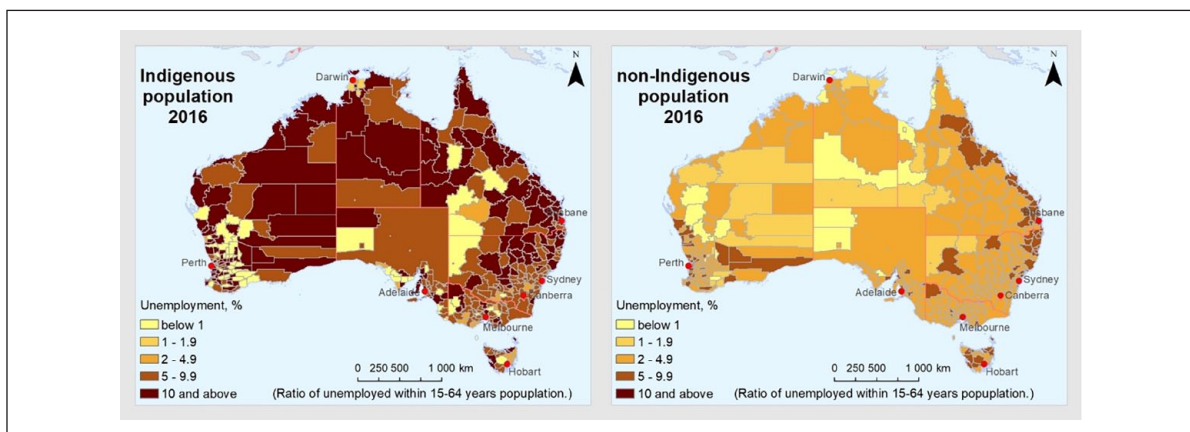 N
Indigenous
population
2016
Darwin
Brisbane
Perth
Sydney
Adelaide
Canberra
Melbourne
Hobart
Unemployment, %
below 1
1 - 1.9
2 - 4.9
5 - 9.9
10 and above
0 250 500 1 000 km
(Ratio of unemployed within 15-64 years popuplation.)
N
non-Indigenous
population
2016
Darwin
Brisbane
Perth
Sydney
Adelaide
Canberra
Melbourne
Hobart
Unemployment, %
below 1
1 - 1.9
2 - 4.9
5 - 9.9
10 and above
0 250 500 1 000 km
(Ratio of unemployed within 15-64 years popuplation.)